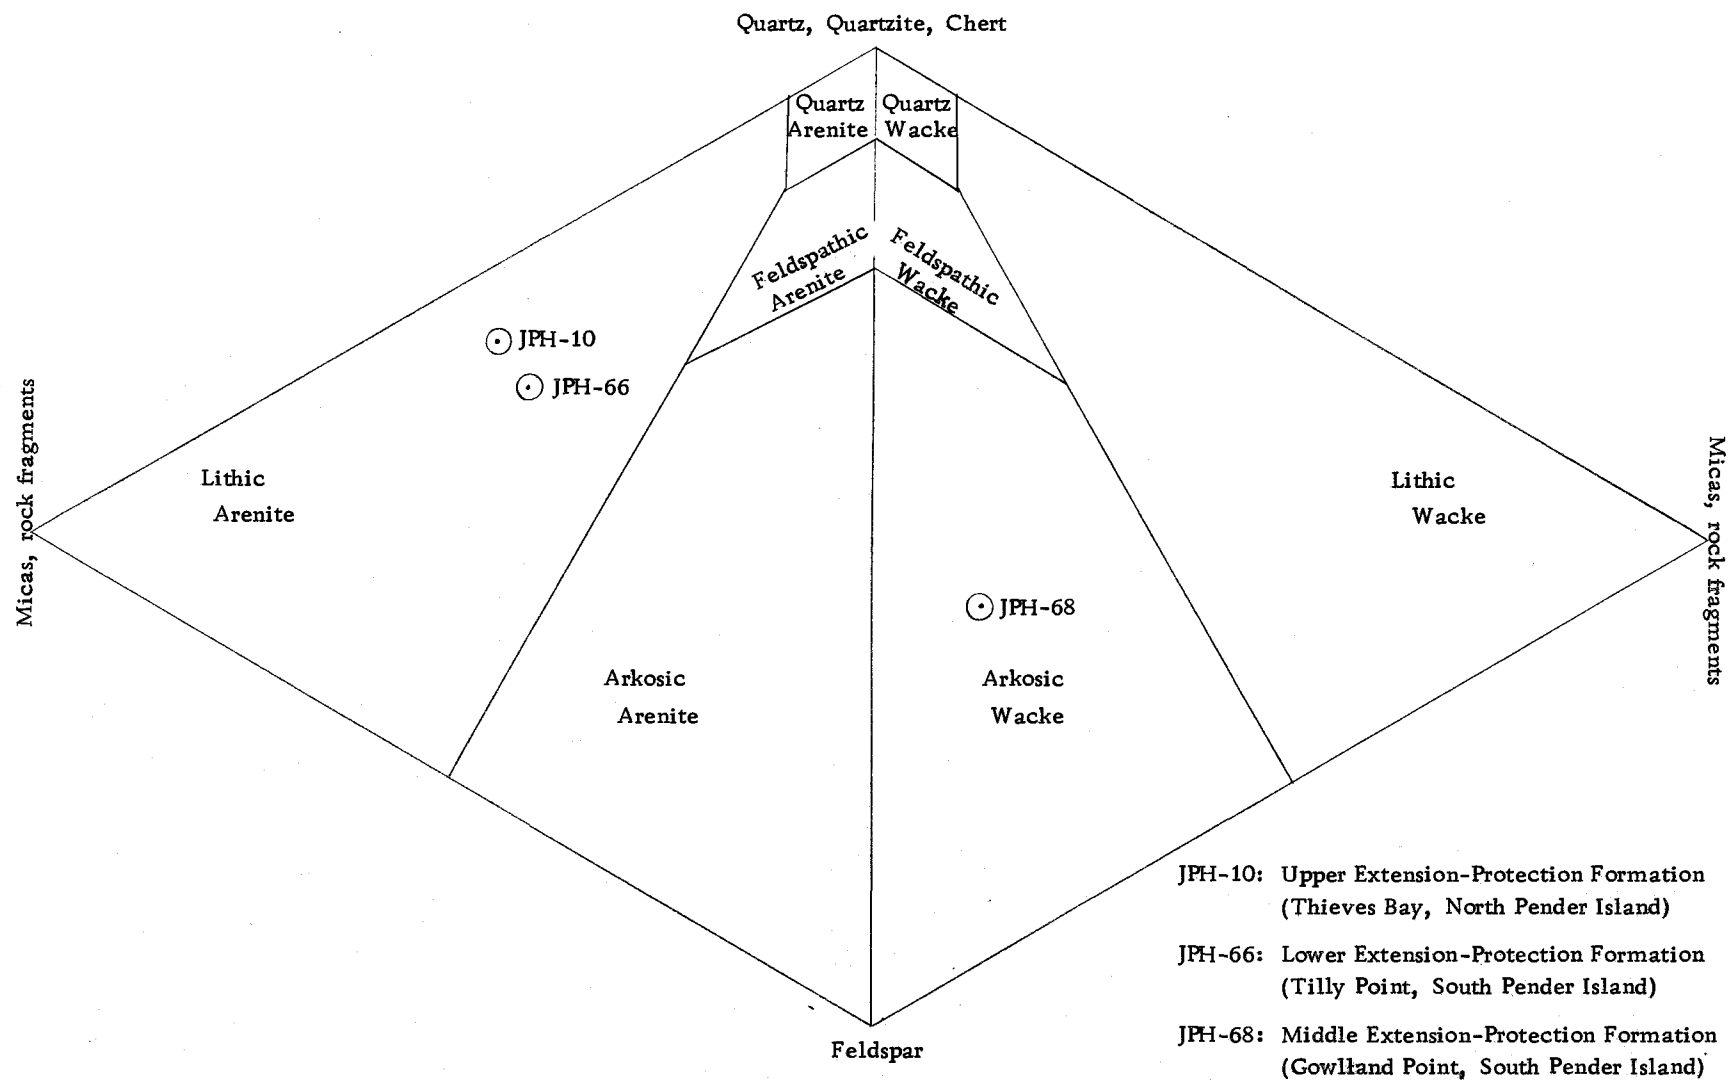 Quartz, Quartzite, Chert
Quartz
Arenite
Quartz
Wacke
Feldspathic
Arenite
Feldspathic
Wacke
JPH-10
JPH-66
Micas, rock fragments
Lithic
Arenite
Lithic
Wacke
Micas, rock fragments
JPH-68
Arkosic
Arenite
Arkosic
Wacke
Feldspar
JPH-10: Upper Extension-Protection Formation
(Thieves Bay, North Pender Island)
JPH-66: Lower Extension-Protection Formation
(Tilly Point, South Pender Island)
JPH-68: Middle Extension-Protection Formation
(Gowlland Point, South Pender Island)